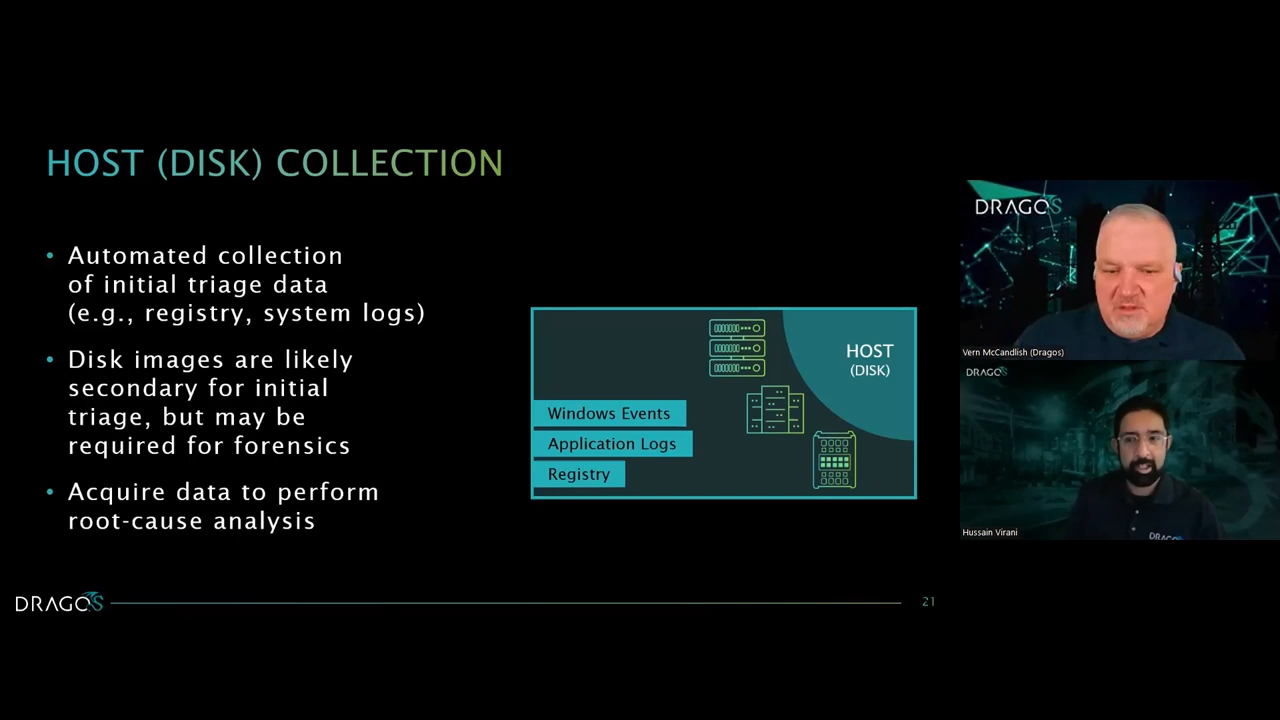 HOST (DISK) COLLECTION
• Automated collection
of initial triage data
(e.g., registry, system logs)
• Disk images are likely
secondary for initial
triage, but may be
required for forensics
• Acquire data to perform
root-cause analysis
HOST
(DISK)
Windows Events
Application Logs
Registry
DRAGOS
21
DRAGOS
Vern McCandlish (Dragos)
DRAGOS
DRAGOS
Hussain Virani